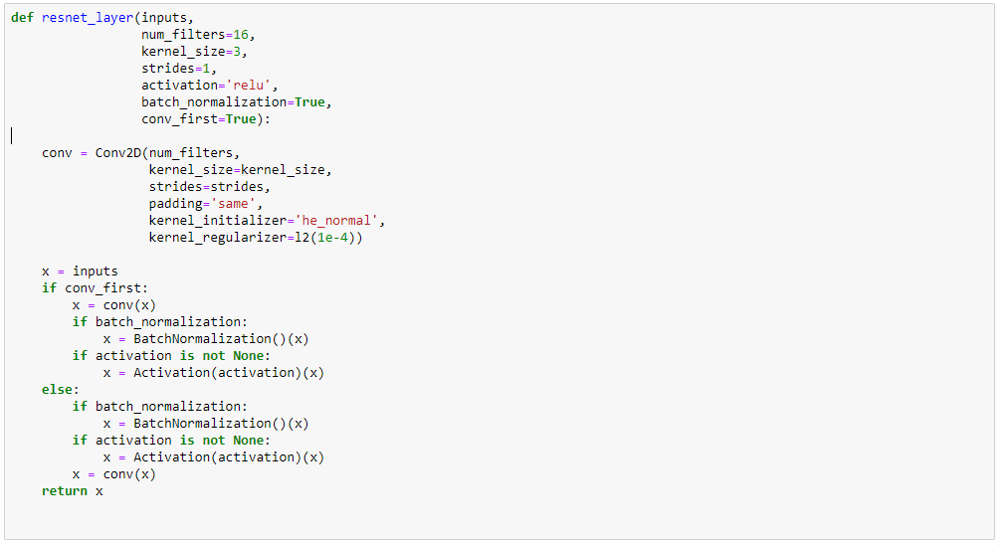 def resnet_layer(inputs,
                 num_filters=16,
                 kernel_size=3,
                 strides=1,
                 activation='relu',
                 batch_normalization=True,
                 conv_first=True):
    conv = Conv2D(num_filters,
                  kernel_size=kernel_size,
                  strides=strides,
                  padding='same',
                  kernel_initializer='he_normal',
                  kernel_regularizer=l2(1e-4))
    x = inputs
    if conv_first:
        x = conv(x)
        if batch_normalization:
            x = BatchNormalization()(x)
        if activation is not None:
            x = Activation(activation)(x)
    else:
        if batch_normalization:
            x = BatchNormalization()(x)
        if activation is not None:
            x = Activation(activation)(x)
        x = conv(x)
    return x